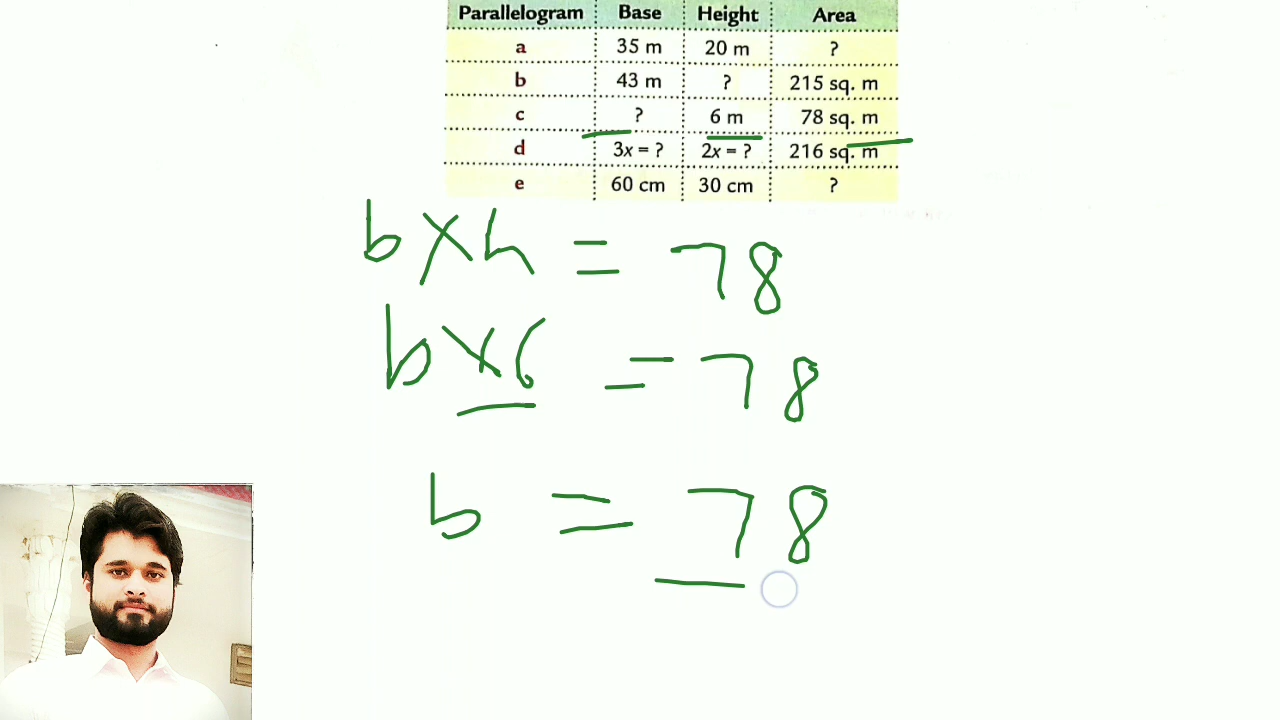 Parallelogram Base Height Area
a 35 m 20 m ?
b 43 m ? 215 sq. m
c ? 6 m 78 sq. m
d 3x = ? 2x = ? 216 sq. m
e 60 cm 30 cm ?
b × h = 78
b × 6 = 78
b = 78